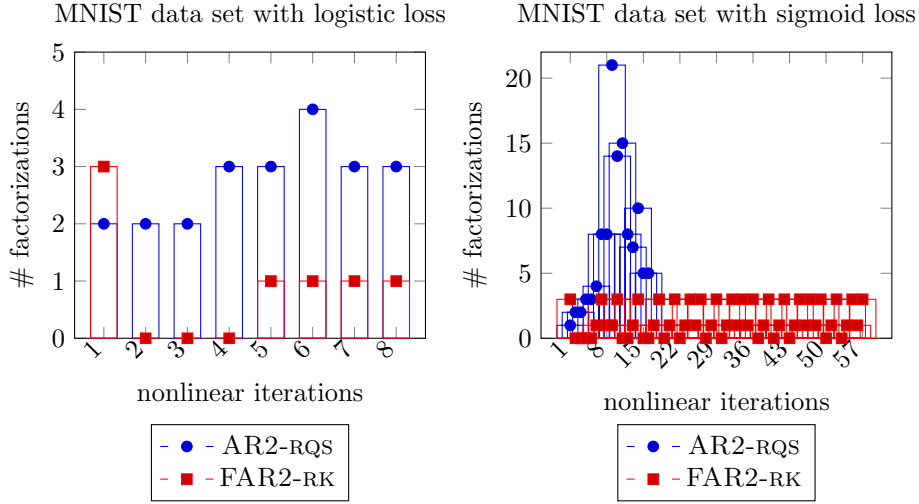 MNIST data set with logistic loss
5
4
3
2
1
0
# factorizations
1 2 3 4 5 6 7 8
nonlinear iterations
AR2-RQS
FAR2-RK
MNIST data set with sigmoid loss
20
15
10
5
0
# factorizations
1 8 15 22 29 36 43 50 57
nonlinear iterations
AR2-RQS
FAR2-RK